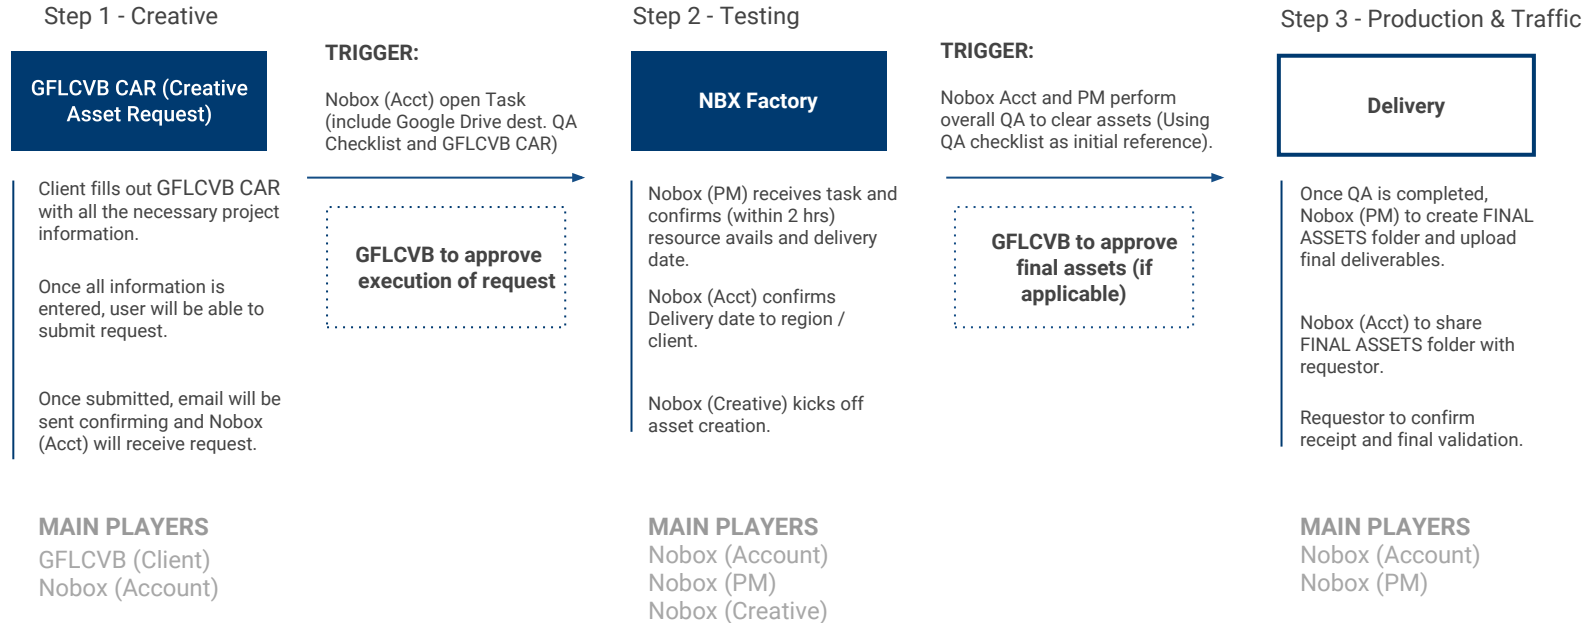 Step 1 - Creative
GFLCVB CAR (Creative
Asset Request)
Client fills out GFLCVB CAR
with all the necessary project
information.
Once all information is
entered, user will be able to
submit request.
Once submitted, email will be
sent confirming and Nobox
(Acct) will receive request.
MAIN PLAYERS
GFLCVB (Client)
Nobox (Account)
TRIGGER:
Nobox (Acct) open Task
(include Google Drive dest. QA
Checklist and GFLCVB CAR)
GFLCVB to approve
execution of request
Step 2 - Testing
NBX Factory
Nobox (PM) receives task and
confirms (within 2 hrs)
resource avails and delivery
date.
Nobox (Acct) confirms
Delivery date to region /
client.
Nobox (Creative) kicks off
asset creation.
MAIN PLAYERS
Nobox (Account)
Nobox (PM)
Nobox (Creative)
TRIGGER:
Nobox Acct and PM perform
overall QA to clear assets (Using
QA checklist as initial reference).
GFLCVB to approve
final assets (if
applicable)
Step 3 - Production & Traffic
Delivery
Once QA is completed,
Nobox (PM) to create FINAL
ASSETS folder and upload
final deliverables.
Nobox (Acct) to share
FINAL ASSETS folder with
requestor.
Requestor to confirm
receipt and final validation.
MAIN PLAYERS
Nobox (Account)
Nobox (PM)